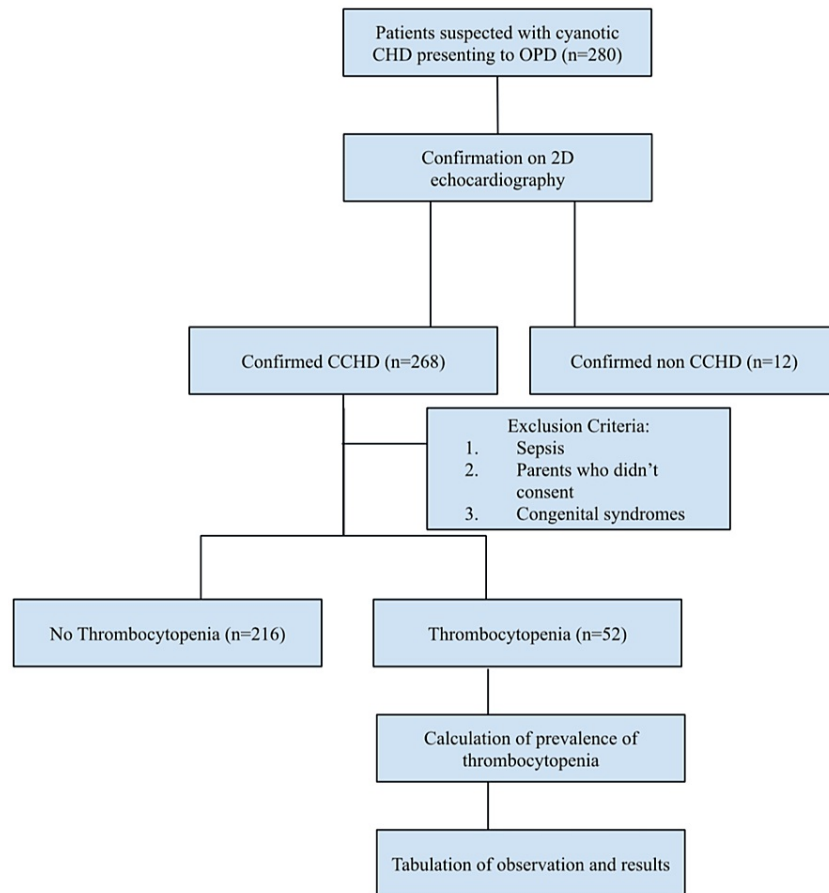 Patients suspected with cyanotic
CHD presenting to OPD (n=280)
Confirmation on 2D
echocardiography
Confirmed CCHD (n=268)
Confirmed non CCHD (n=12)
Exclusion Criteria:
1. Sepsis
2. Parents who didn’t
consent
3. Congenital syndromes
No Thrombocytopenia (n=216)
Thrombocytopenia (n=52)
Calculation of prevalence of
thrombocytopenia
Tabulation of observation and results